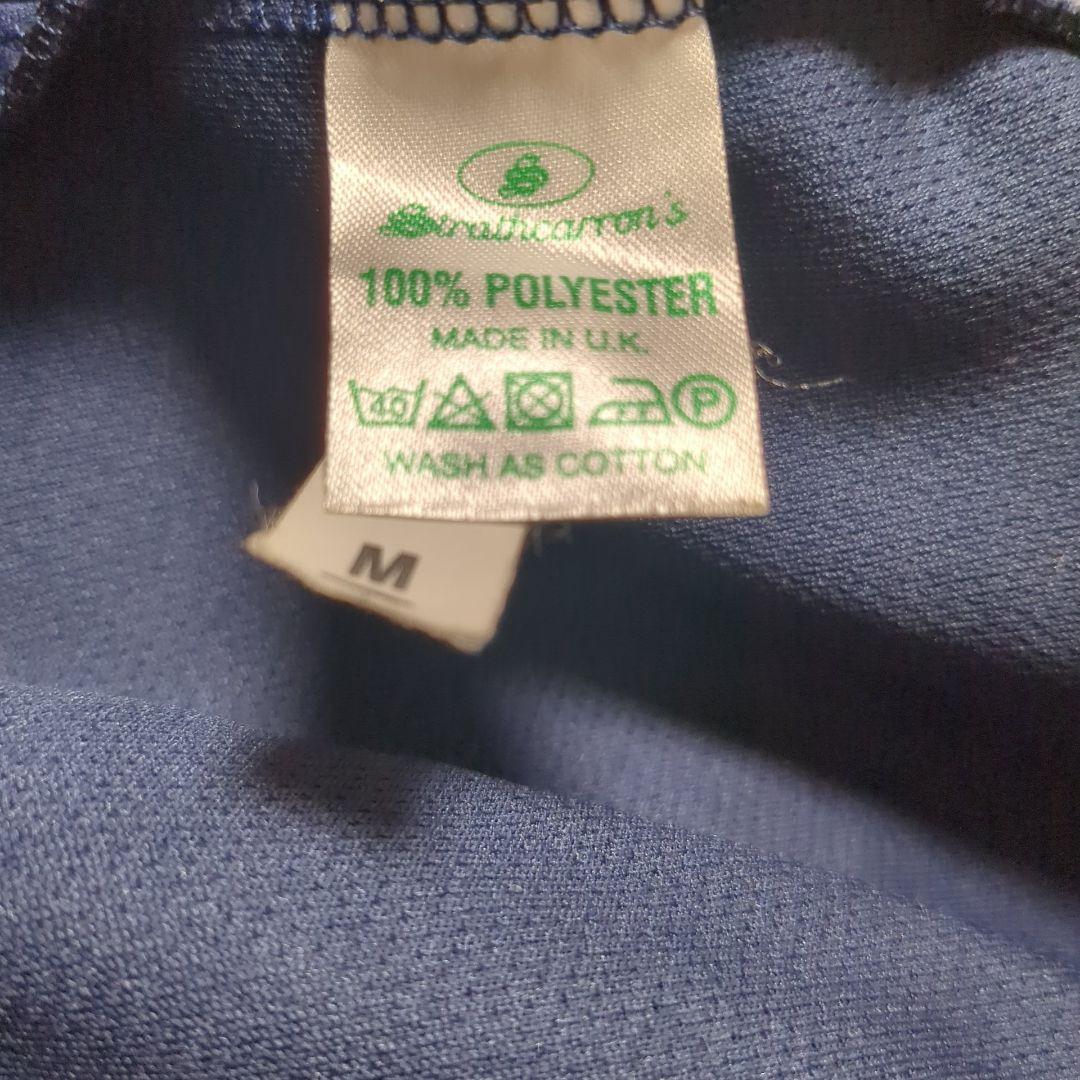 Strathcarron's
100% POLYESTER
MADE IN U.K.
40
P
WASH AS COTTON
M